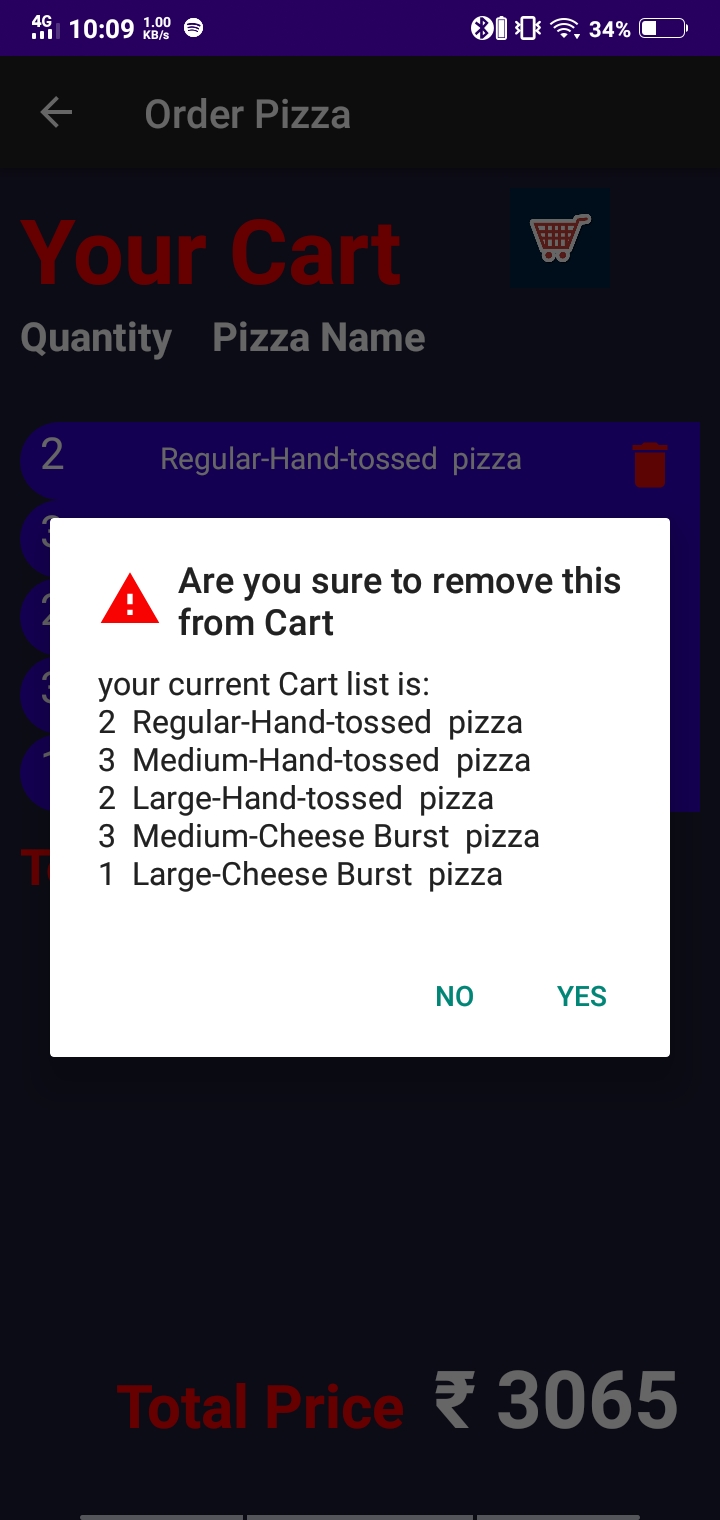 4G 10:09 1.00 KB/s 34%
Order Pizza
Your Cart
Quantity Pizza Name
2 Regular-Hand-tossed pizza
Are you sure to remove this
from Cart
your current Cart list is:
2 Regular-Hand-tossed pizza
3 Medium-Hand-tossed pizza
2 Large-Hand-tossed pizza
3 Medium-Cheese Burst pizza
1 Large-Cheese Burst pizza
NO YES
Total Price ₹ 3065